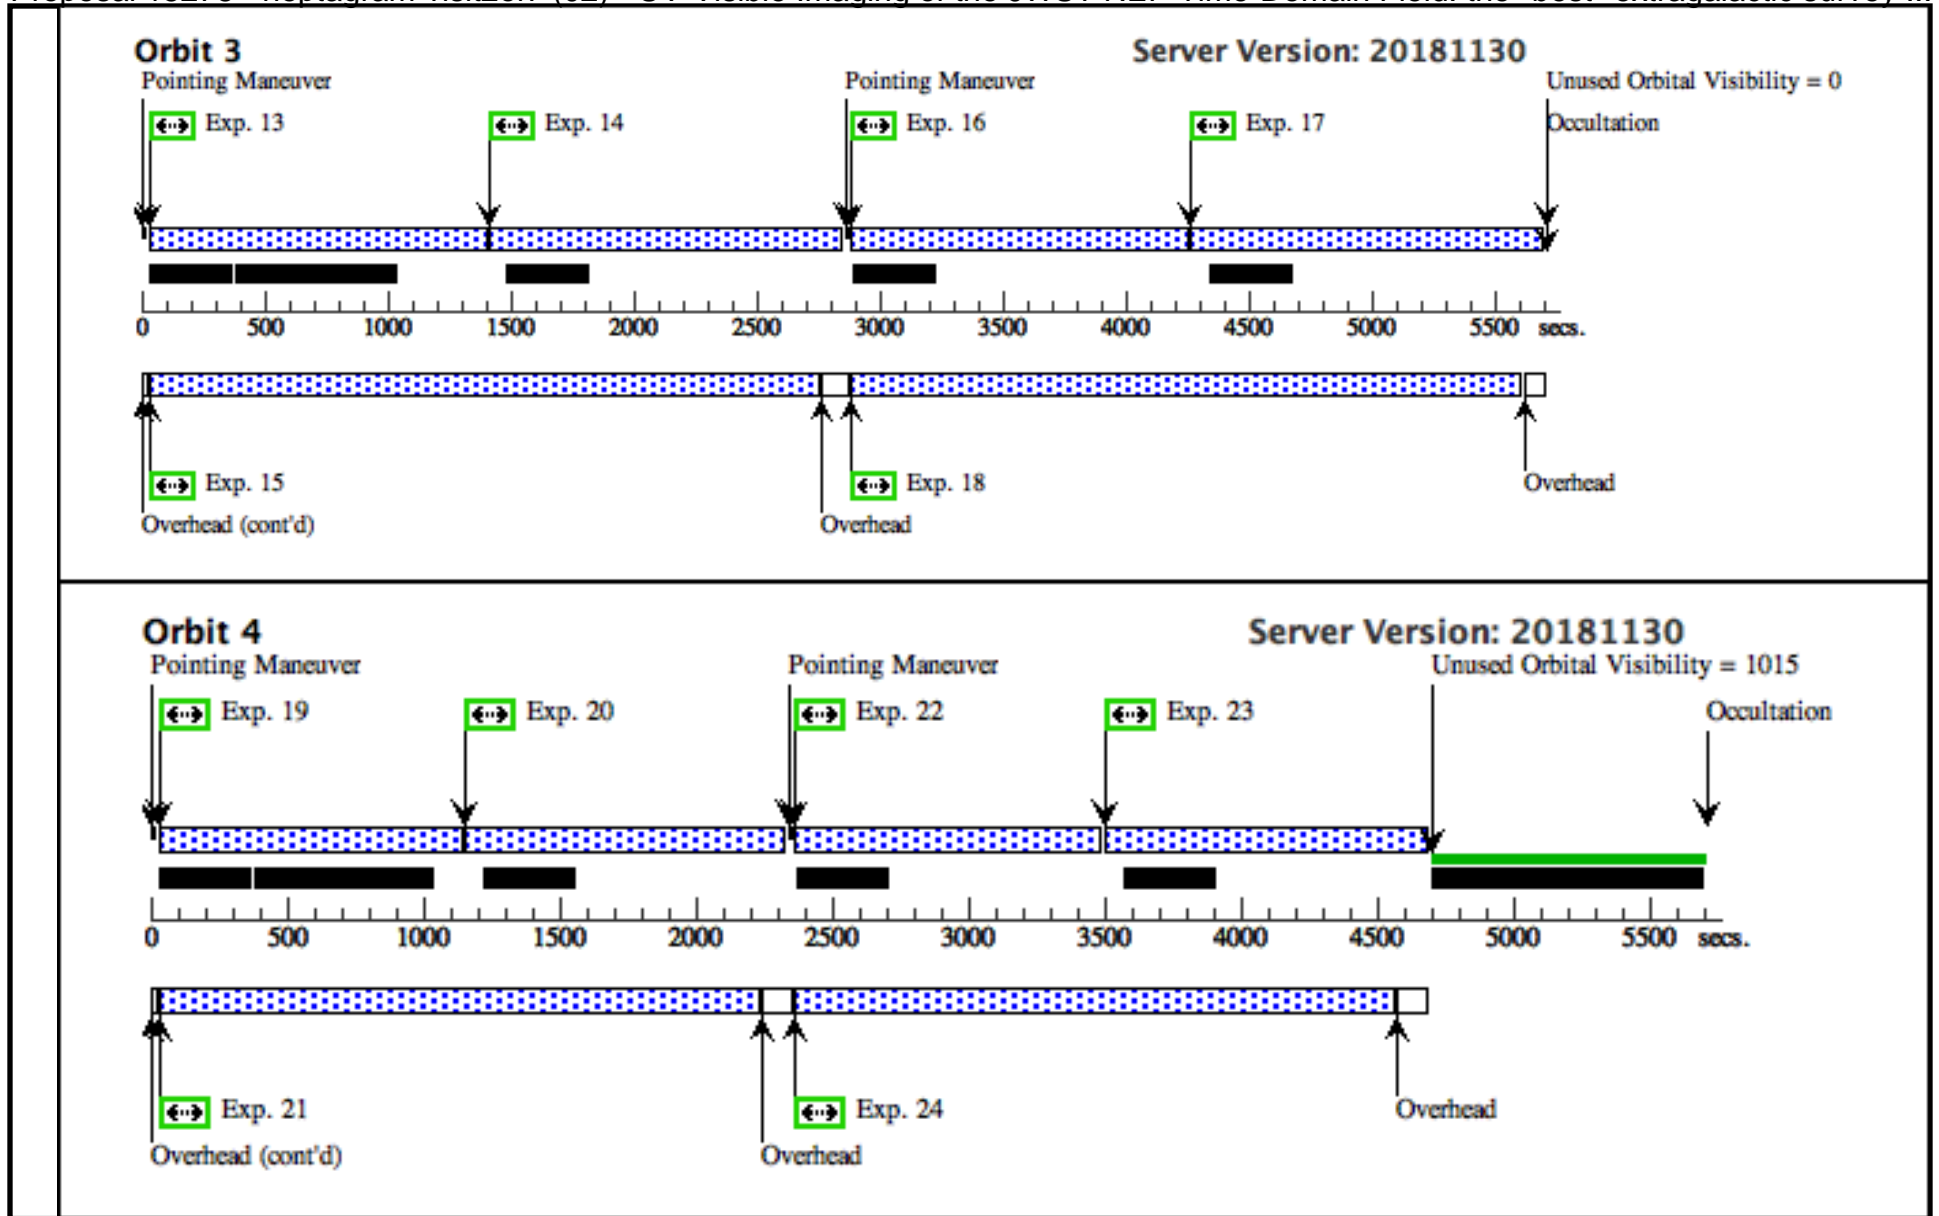 Orbit 3
Server Version: 20181130
Pointing Maneuver
Pointing Maneuver
Unused Orbital Visibility = 0
Exp. 13
Exp. 14
Exp. 16
Exp. 17
Occultation
0 500 1000 1500 2000 2500 3000 3500 4000 4500 5000 5500 secs.
Exp. 15
Exp. 18
Overhead
Overhead (cont'd)
Overhead
Orbit 4
Server Version: 20181130
Pointing Maneuver
Pointing Maneuver
Unused Orbital Visibility = 1015
Exp. 19
Exp. 20
Exp. 22
Exp. 23
Occultation
0 500 1000 1500 2000 2500 3000 3500 4000 4500 5000 5500 secs.
Exp. 21
Exp. 24
Overhead
Overhead (cont'd)
Overhead